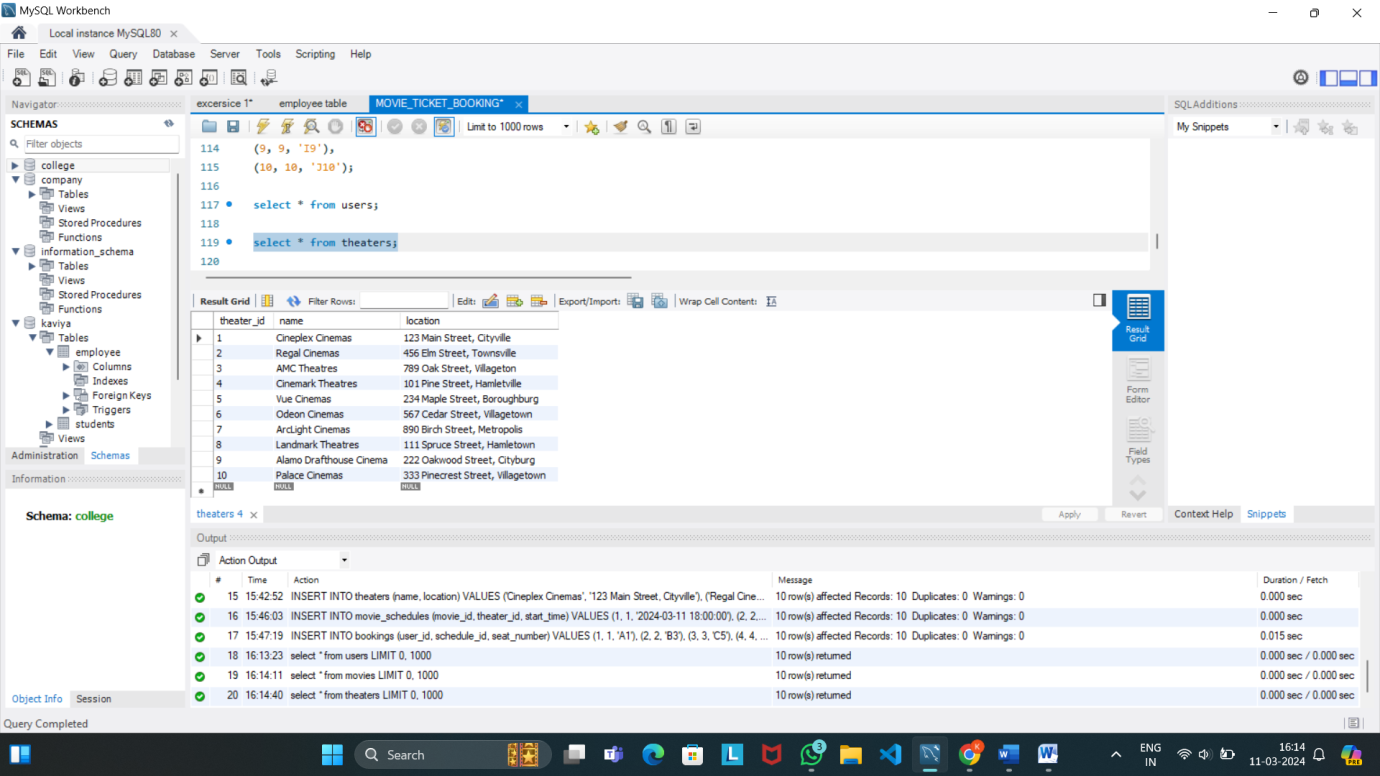 MySQL Workbench
Local instance MySQL80
File Edit View Query Database Server Tools Scripting Help
Navigator
SCHEMAS
Filter objects
college
company
Tables
Views
Stored Procedures
Functions
information_schema
Tables
Views
Stored Procedures
Functions
kaviya
Tables
employee
Columns
Indexes
Foreign Keys
Triggers
students
Views
Administration Schemas
Information
Schema: college
Object Info Session
Query Completed
excersice 1* employee table MOVIE_TICKET_BOOKING*
Limit to 1000 rows
114 (9, 9, 'I9'),
115 (10, 10, 'J10');
116
117 select * from users;
118
119 select * from theaters;
120
Result Grid Filter Rows: Edit: Export/Import: Wrap Cell Content:
theater_id name location
1 Cineplex Cinemas 123 Main Street, Cityville
2 Regal Cinemas 456 Elm Street, Townsville
3 AMC Theatres 789 Oak Street, Villageton
4 Cinemark Theatres 101 Pine Street, Hamletville
5 Vue Cinemas 234 Maple Street, Boroughburg
6 Odeon Cinemas 567 Cedar Street, Villagetown
7 ArcLight Cinemas 890 Birch Street, Metropolis
8 Landmark Theatres 111 Spruce Street, Hamletown
9 Alamo Drafthouse Cinema 222 Oakwood Street, Cityburg
10 Palace Cinemas 333 Pinecrest Street, Villagetown
NULL NULL NULL
Result
Grid
Form
Editor
Field
Types
theaters 4 Apply Revert
SQLAdditions
My Snippets
Context Help Snippets
Output
Action Output
# Time Action Message Duration / Fetch
15 15:42:52 INSERT INTO theaters (name, location) VALUES ('Cineplex Cinemas', '123 Main Street, Cityville'), ('Regal Cine... 10 row(s) affected Records: 10 Duplicates: 0 Warnings: 0 0.000 sec
16 15:46:03 INSERT INTO movie_schedules (movie_id, theater_id, start_time) VALUES (1, 1, '2024-03-11 18:00:00'), (2, 2,... 10 row(s) affected Records: 10 Duplicates: 0 Warnings: 0 0.000 sec
17 15:47:19 INSERT INTO bookings (user_id, schedule_id, seat_number) VALUES (1, 1, 'A1'), (2, 2, 'B3'), (3, 3, 'C5'), (4, 4, ... 10 row(s) affected Records: 10 Duplicates: 0 Warnings: 0 0.015 sec
18 16:13:23 select * from users LIMIT 0, 1000 10 row(s) returned 0.000 sec / 0.000 sec
19 16:14:11 select * from movies LIMIT 0, 1000 10 row(s) returned 0.000 sec / 0.000 sec
20 16:14:40 select * from theaters LIMIT 0, 1000 10 row(s) returned 0.000 sec / 0.000 sec
Search
3
ENG
IN
16:14
11-03-2024
PRE